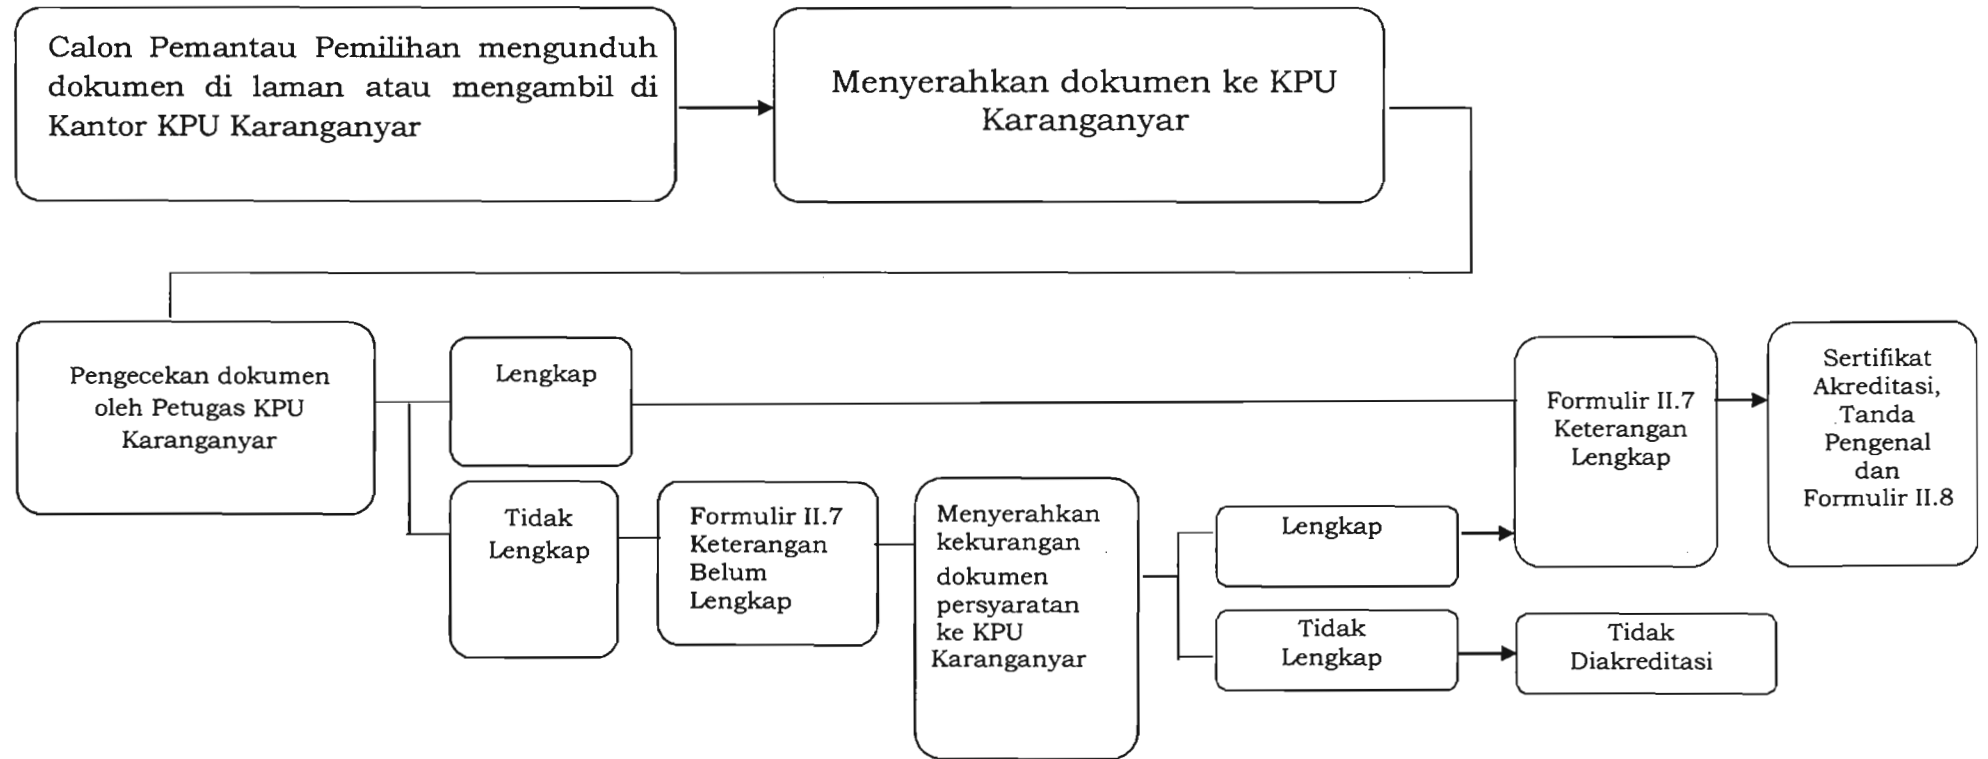 Calon Pemantau Pemilihan mengunduh
dokumen di laman atau mengambil di
Kantor KPU Karanganyar
Menyerahkan dokumen ke KPU
Karanganyar
Pengecekan dokumen
oleh Petugas KPU
Karanganyar
Lengkap
Tidak
Lengkap
Formulir II.7
Keterangan
Belum
Lengkap
Menyerahkan
kekurangan
dokumen
persyaratan
ke KPU
Karanganyar
Lengkap
Tidak
Lengkap
Tidak
Diakreditasi
Formulir II.7
Keterangan
Lengkap
Sertifikat
Akreditasi,
Tanda
Pengenal
dan
Formulir II.8